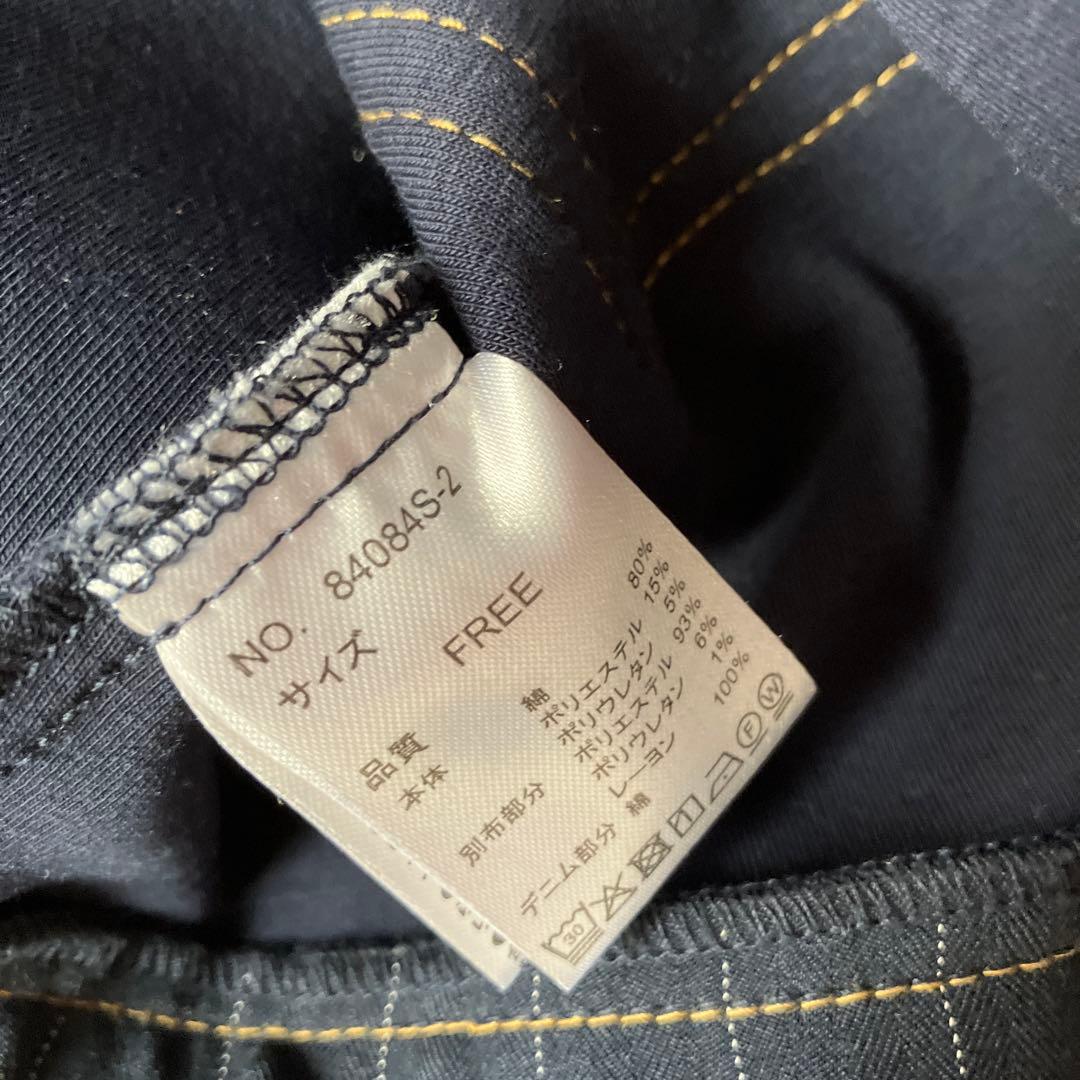 NO. 84084S-2
サイズ FREE
品質
本体 綿 80%
ポリエステル 15%
ポリウレタン 5%
別布部分 ポリエステル 93%
ポリウレタン 6%
レーヨン 1%
デニム部分 綿 100%
30 F W